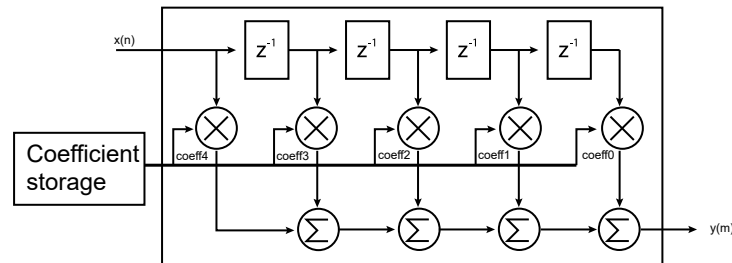 x(n)
z⁻¹
z⁻¹
z⁻¹
z⁻¹
Coefficient
storage
coeff4
coeff3
coeff2
coeff1
coeff0
Σ
Σ
Σ
Σ
y(m)